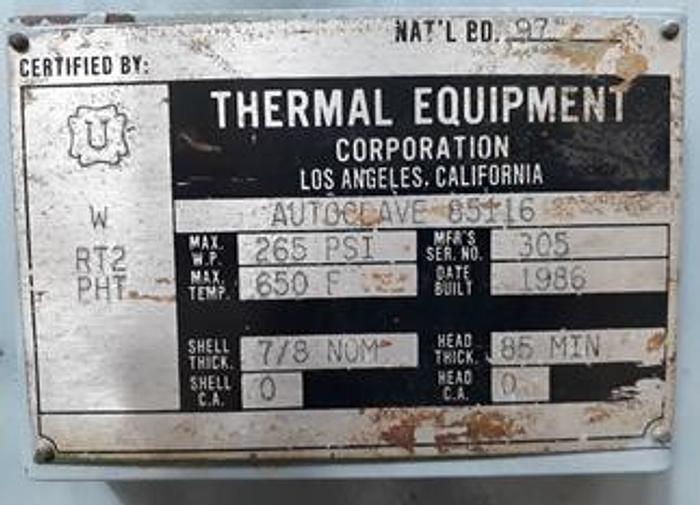 NAT'L BD. 97
CERTIFIED BY:
U
THERMAL EQUIPMENT
CORPORATION
LOS ANGELES, CALIFORNIA
W
RT2
PHT
AUTOCLAVE 85116
MAX. W.P. 265 PSI MFR'S SER. NO. 305
MAX. TEMP. 650 F DATE BUILT 1986
SHELL THICK. 7/8 NOM HEAD THICK. 85 MIN
SHELL C.A. 0 HEAD C.A. 0